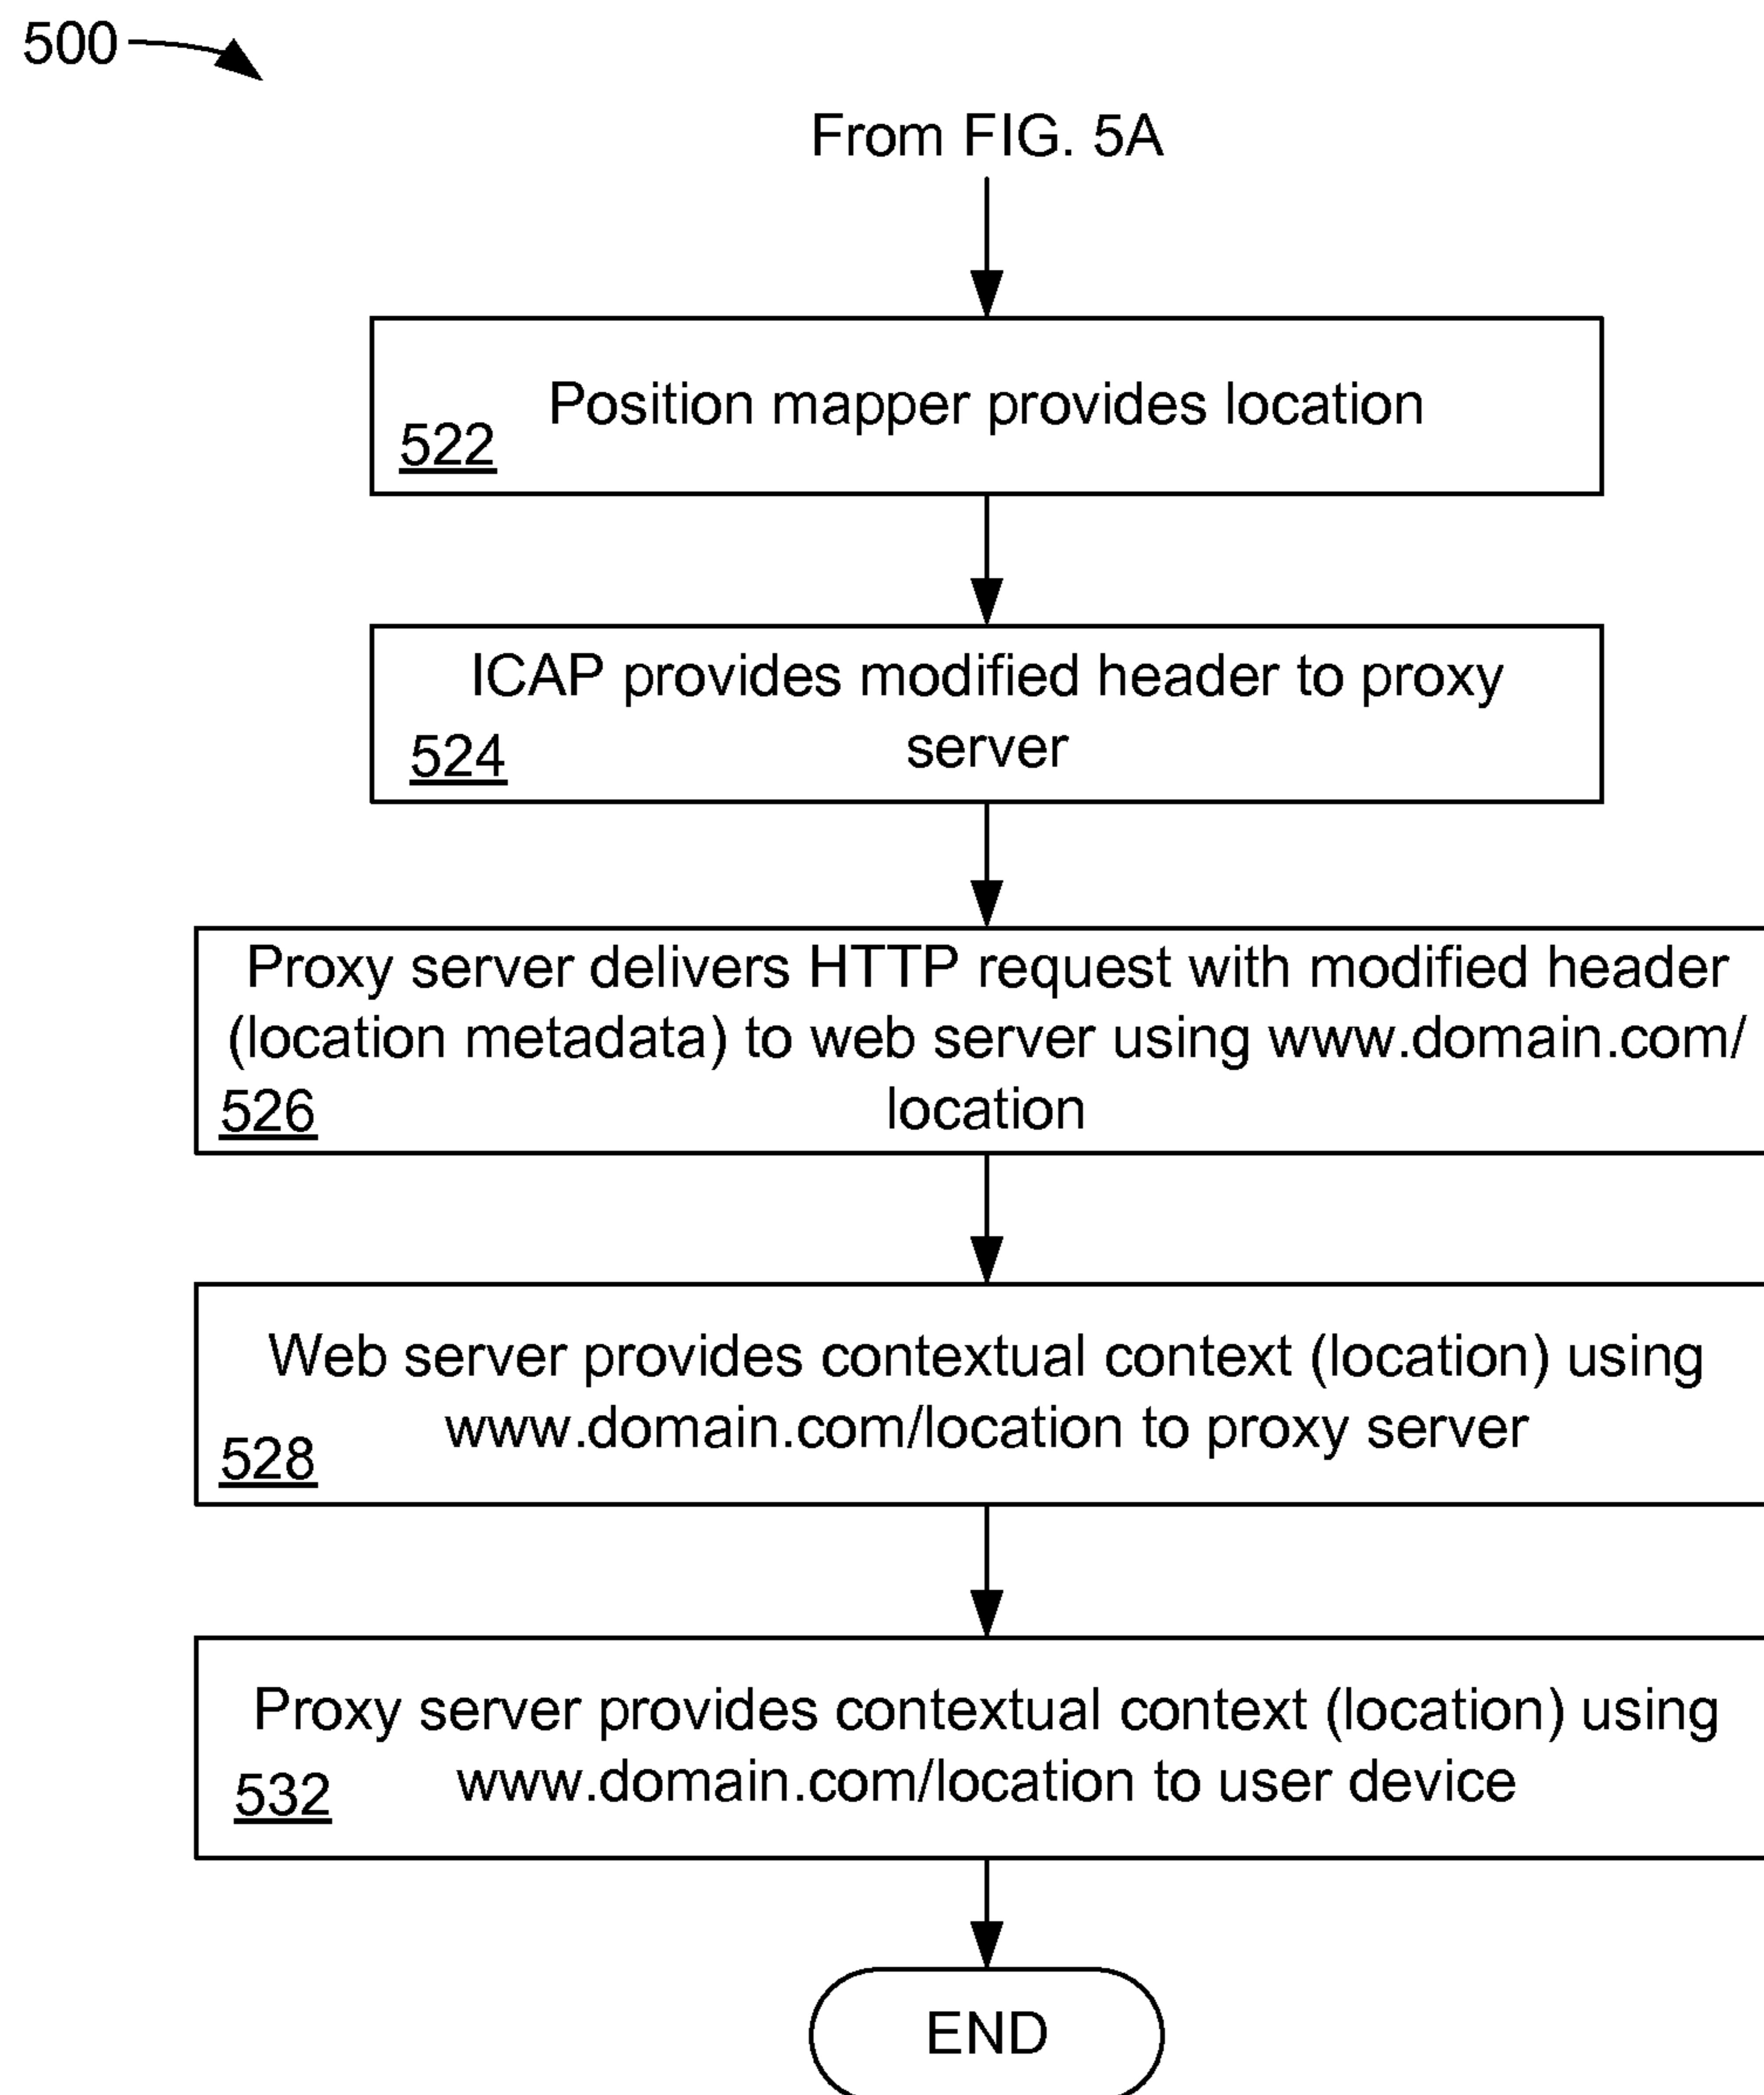 500
From FIG. 5A
Position mapper provides location
522
ICAP provides modified header to proxy
server
524
Proxy server delivers HTTP request with modified header
(location metadata) to web server using www.domain.com/
location
526
Web server provides contextual context (location) using
www.domain.com/location to proxy server
528
Proxy server provides contextual context (location) using
www.domain.com/location to user device
532
END